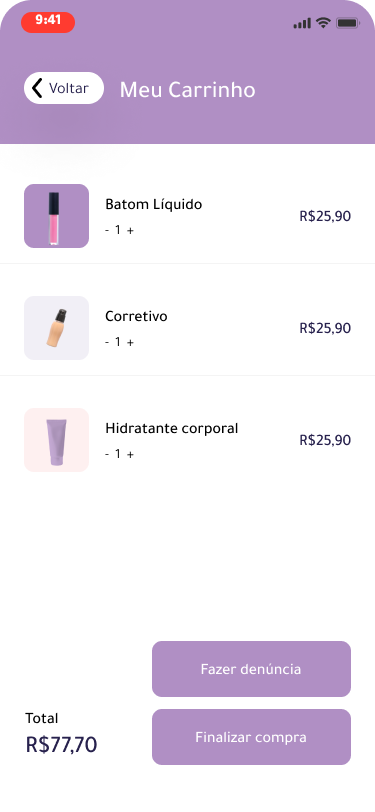 9:41
Voltar
Meu Carrinho
Batom Líquido
- 1 +
R$25,90
Corretivo
- 1 +
R$25,90
Hidratante corporal
- 1 +
R$25,90
Fazer denúncia
Total
R$77,70
Finalizar compra